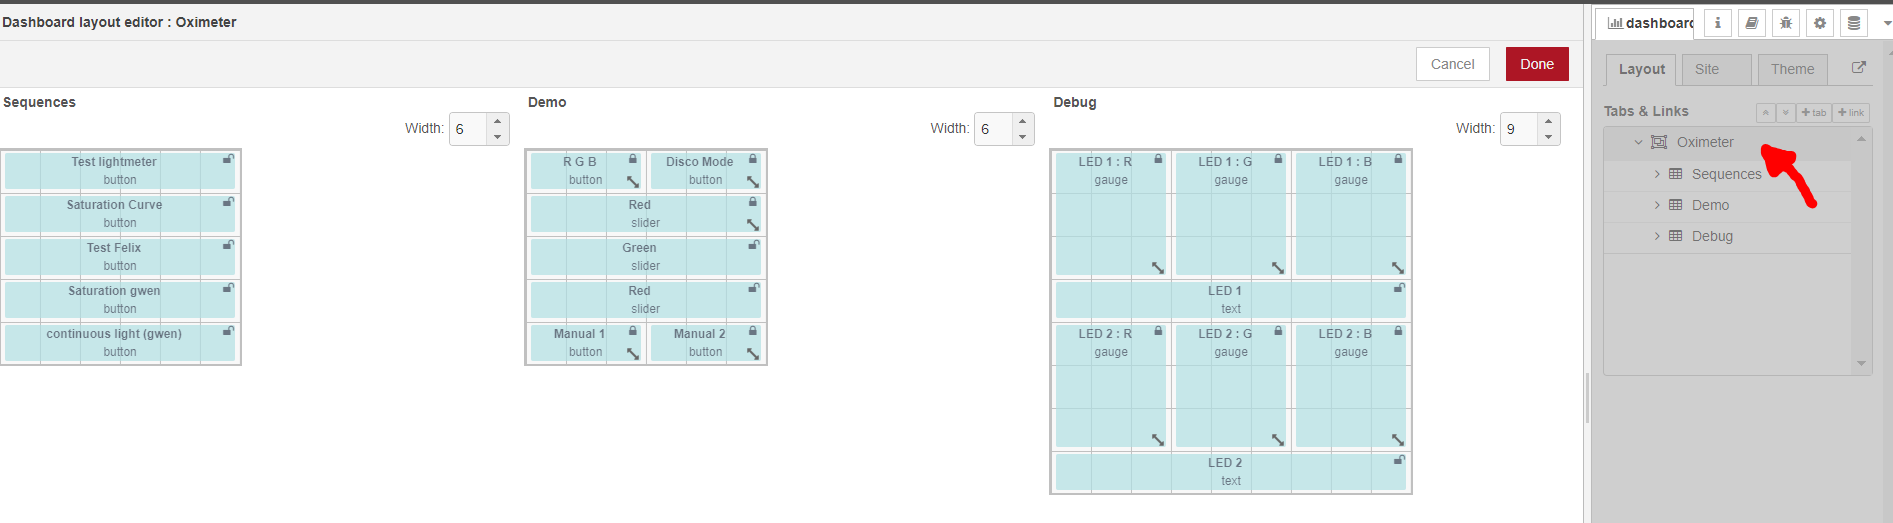 Dashboard layout editor : Oximeter
Cancel
Done
Sequences
Width: 6
Test lightmeter
button
Saturation Curve
button
Test Felix
button
Saturation gwen
button
continuous light (gwen)
button
Demo
Width: 6
R G B
button
Disco Mode
button
Red
slider
Green
slider
Red
slider
Manual 1
button
Manual 2
button
Debug
Width: 9
LED 1 : R
gauge
LED 1 : G
gauge
LED 1 : B
gauge
LED 1
text
LED 2 : R
gauge
LED 2 : G
gauge
LED 2 : B
gauge
LED 2
text
dashboard
i
Layout
Site
Theme
Tabs & Links
+ tab
+ link
Oximeter
Sequences
Demo
Debug